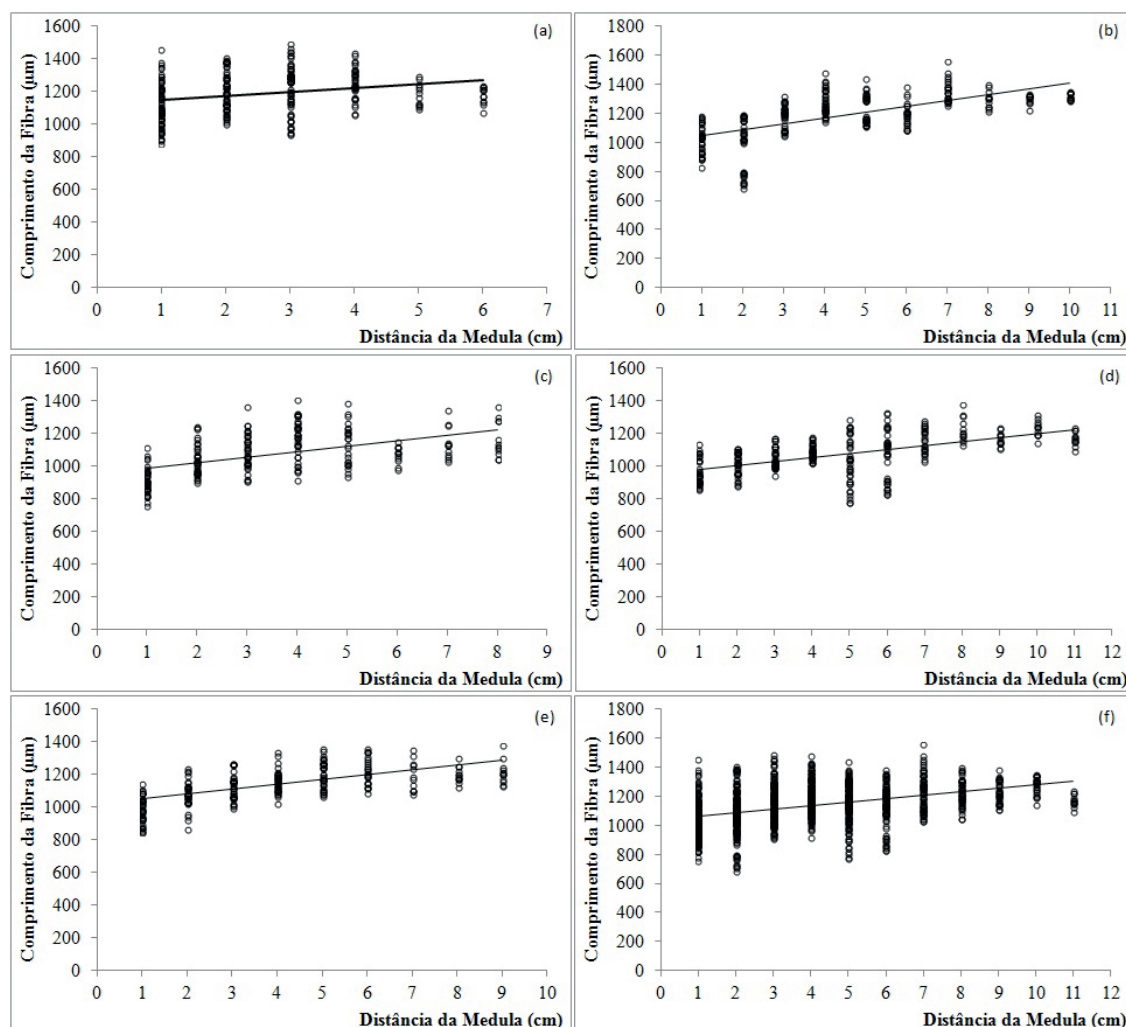 (a)
Comprimento da Fibra (µm)
1600
1400
1200
1000
800
600
400
200
0
0 1 2 3 4 5 6 7
Distância da Medula (cm)
(b)
Comprimento da Fibra (µm)
1800
1600
1400
1200
1000
800
600
400
200
0
0 1 2 3 4 5 6 7 8 9 10 11
Distância da Medula (cm)
(c)
Comprimento da Fibra (µm)
1600
1400
1200
1000
800
600
400
200
0
0 1 2 3 4 5 6 7 8 9
Distância da Medula (cm)
(d)
Comprimento da Fibra (µm)
1600
1400
1200
1000
800
600
400
200
0
0 1 2 3 4 5 6 7 8 9 10 11 12
Distância da Medula (cm)
(e)
Comprimento da Fibra (µm)
1600
1400
1200
1000
800
600
400
200
0
0 1 2 3 4 5 6 7 8 9 10
Distância da Medula (cm)
(f)
Comprimento da Fibra (µm)
1800
1600
1400
1200
1000
800
600
400
200
0
0 1 2 3 4 5 6 7 8 9 10 11 12
Distância da Medula (cm)